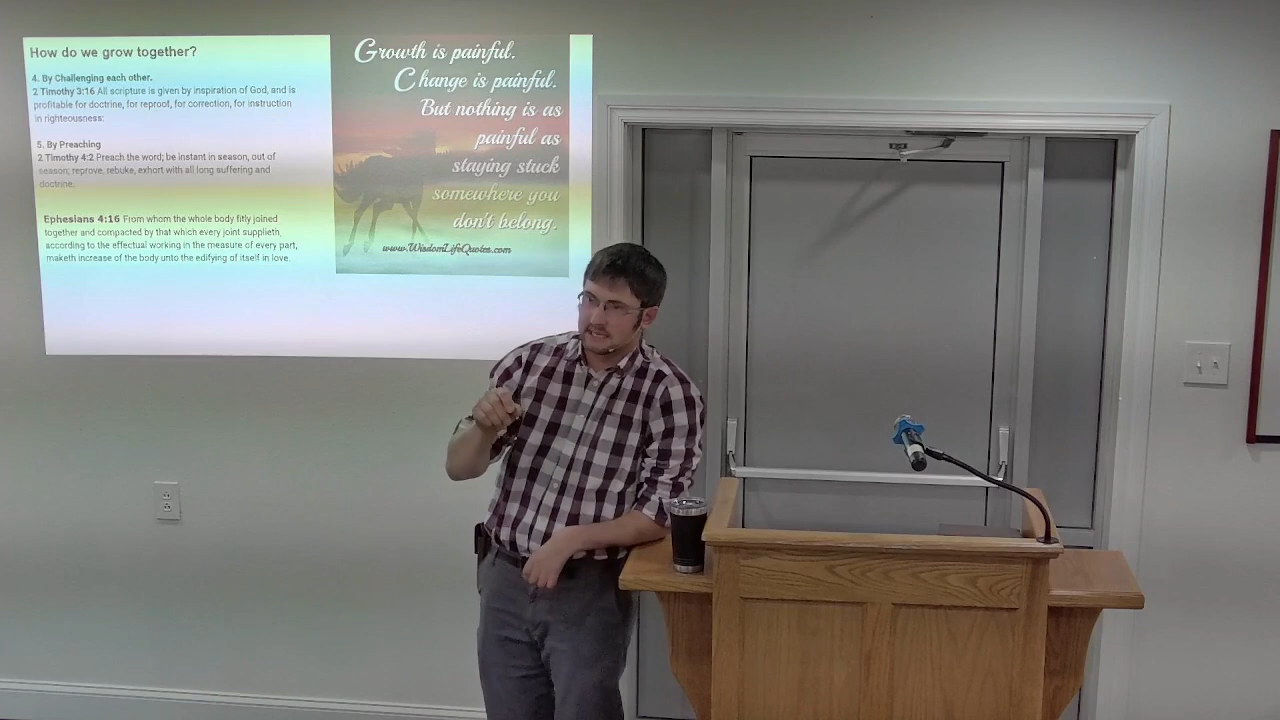 How do we grow together?
4. By Challenging each other.
2 Timothy 3:16 All scripture is given by inspiration of God, and is
profitable for doctrine, for reproof, for correction, for instruction
in righteousness:
5. By Preaching
2 Timothy 4:2 Preach the word; be instant in season, out of
season; reprove, rebuke, exhort with all long suffering and
doctrine.
Ephesians 4:16 From whom the whole body fitly joined
together and compacted by that which every joint supplieth,
according to the effectual working in the measure of every part,
maketh increase of the body unto the edifying of itself in love.
Growth is painful.
Change is painful.
But nothing is as
painful as
staying stuck
somewhere you
don't belong.
www.WisdomLifeQuotes.com